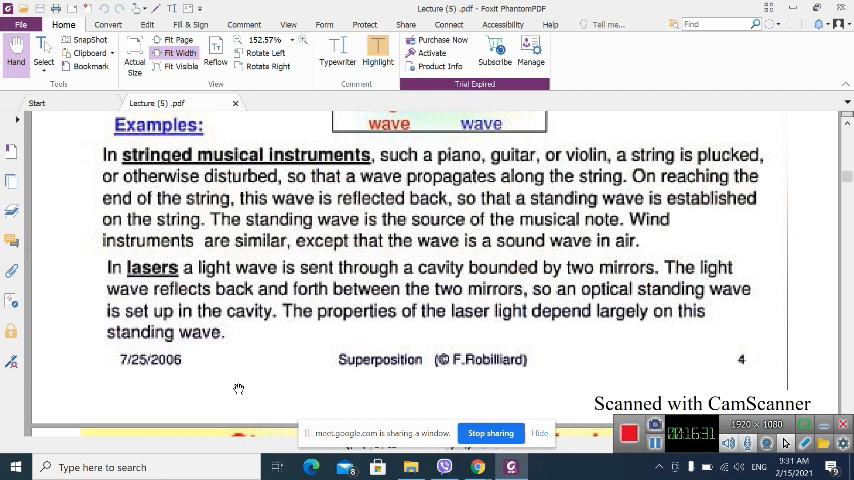 Lecture (5) .pdf - Foxit PhantomPDF
File Home Convert Edit Fill & Sign Comment View Form Protect Share Connect Accessibility Help Tell me... Find
Hand Select SnapShot Clipboard Bookmark
Actual Size Fit Page Fit Width Fit Visible Reflow 152.57% Rotate Left Rotate Right
Typewriter Highlight Purchase Now Activate Product Info Subscribe Manage
Tools View Comment Trial Expired
Start Lecture (5) .pdf
wave wave
Examples:
In stringed musical instruments, such a piano, guitar, or violin, a string is plucked,
or otherwise disturbed, so that a wave propagates along the string. On reaching the
end of the string, this wave is reflected back, so that a standing wave is established
on the string. The standing wave is the source of the musical note. Wind
instruments are similar, except that the wave is a sound wave in air.
In lasers a light wave is sent through a cavity bounded by two mirrors. The light
wave reflects back and forth between the two mirrors, so an optical standing wave
is set up in the cavity. The properties of the laser light depend largely on this
standing wave.
7/25/2006 Superposition (© F.Robilliard) 4
Scanned with CamScanner
meet.google.com is sharing a window. Stop sharing Hide
00:16:31 1920 × 1080
Type here to search
ENG 9:31 AM
2/15/2021